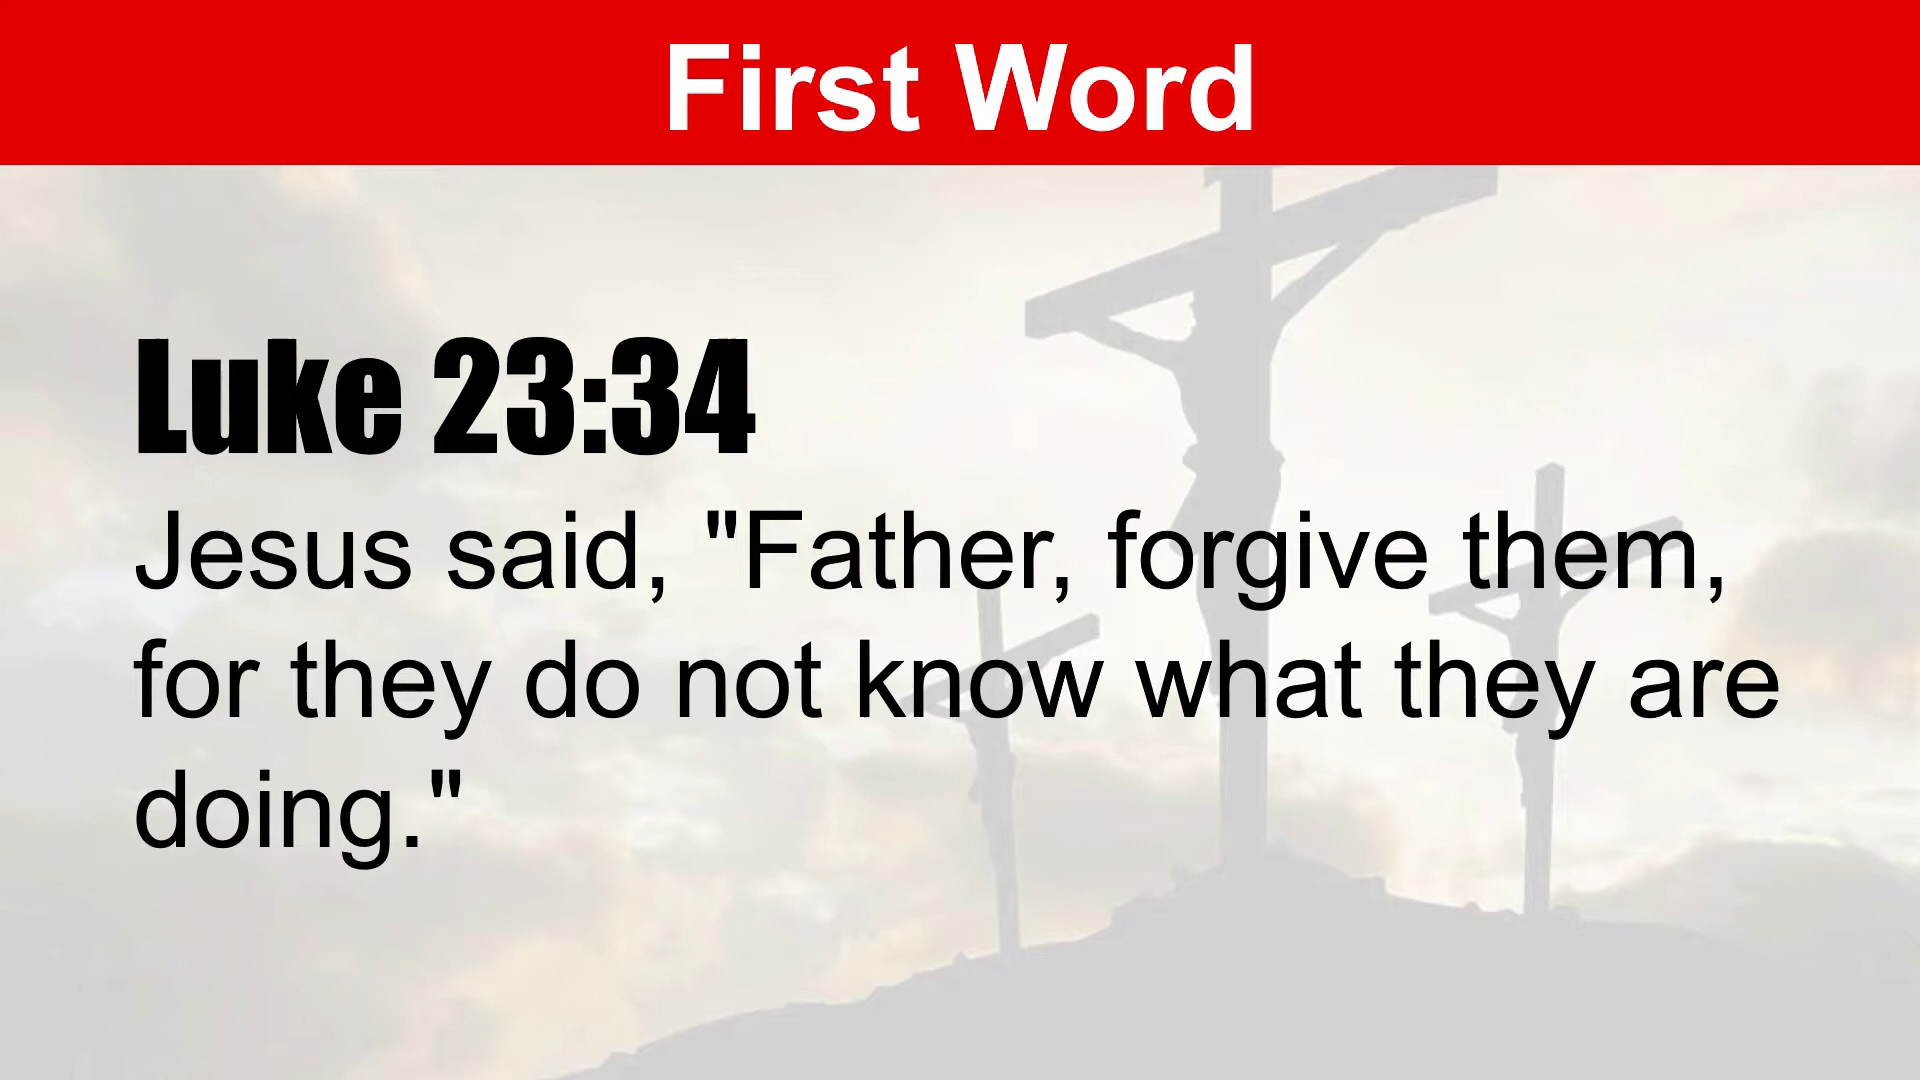 First Word
Luke 23:34
Jesus said, "Father, forgive them,
for they do not know what they are
doing."